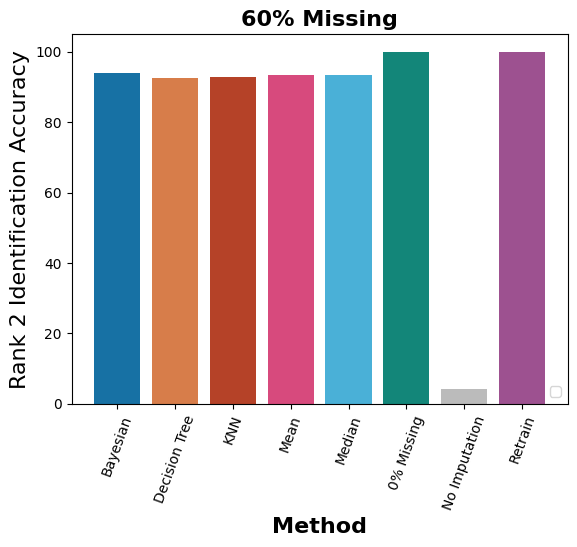 60% Missing
Rank 2 Identification Accuracy
100
80
60
40
20
0
Bayesian
Decision Tree
KNN
Mean
Median
0% Missing
No Imputation
Retrain
Method